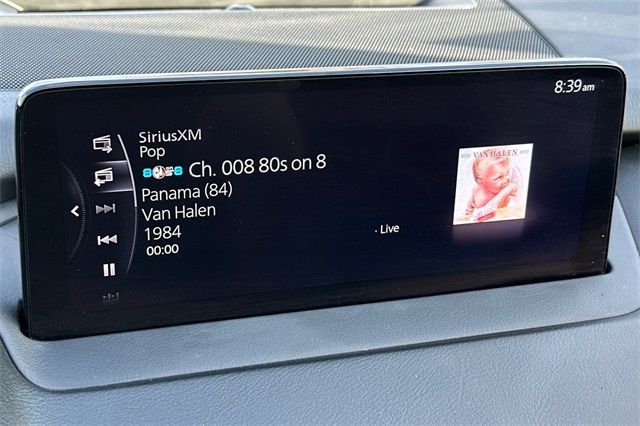 8:39am
SiriusXM
Pop
80s8 Ch. 008 80s on 8
Panama (84)
Van Halen
1984
00:00
· Live
VAN HALEN